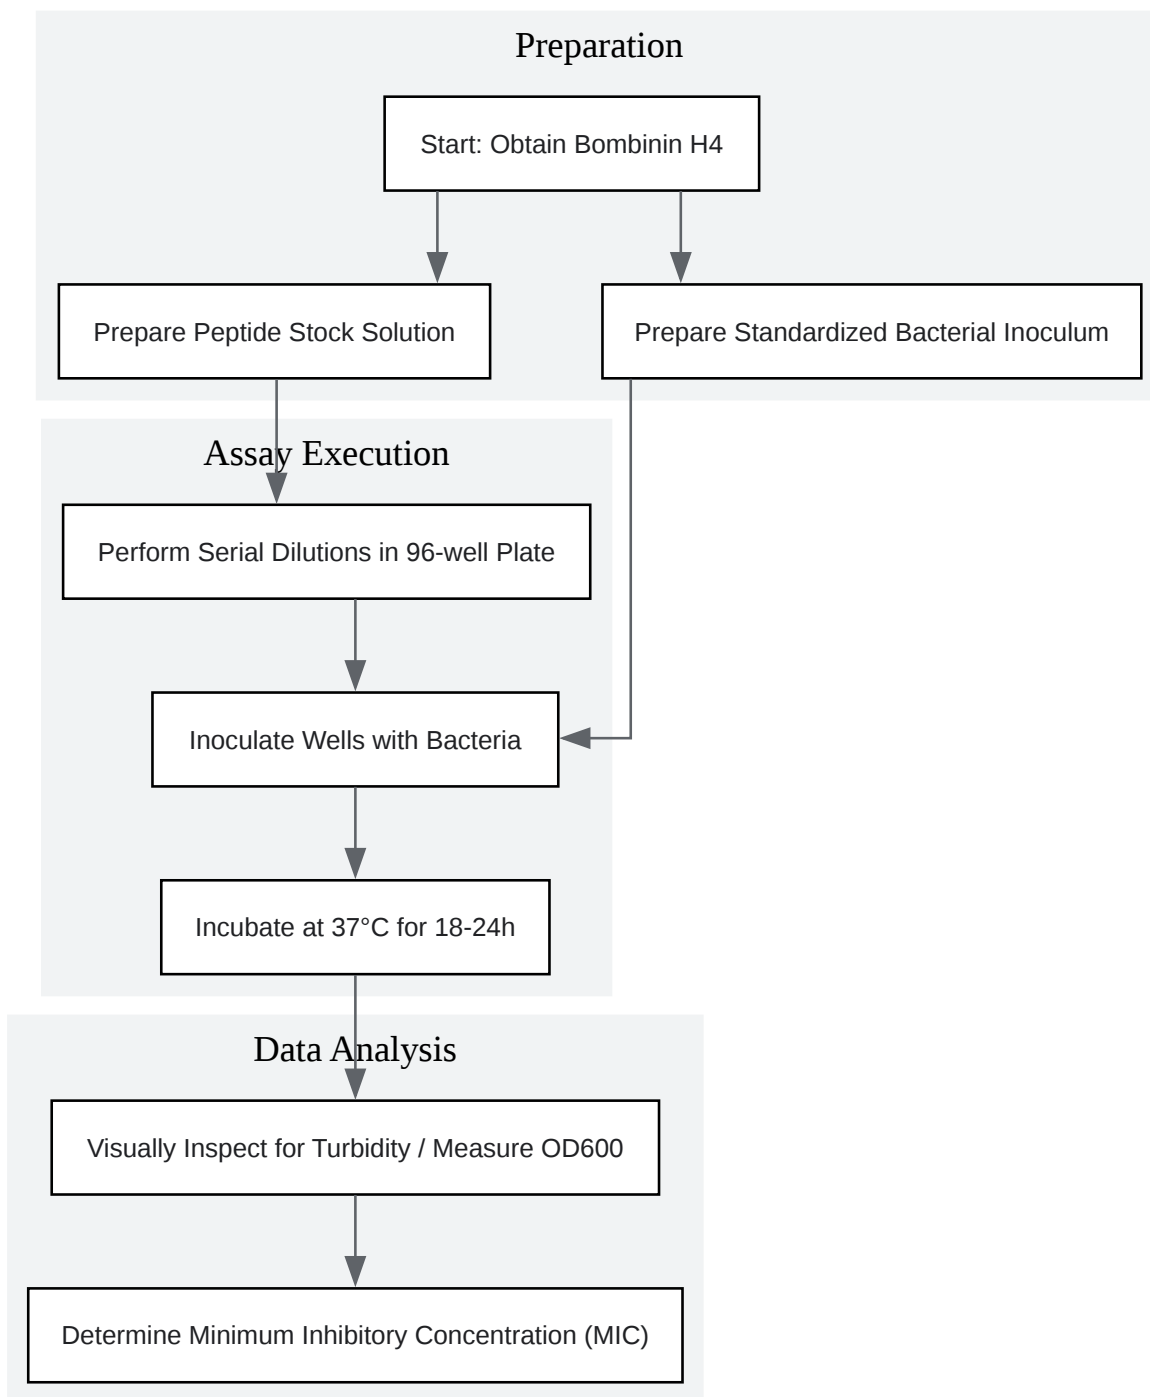 Preparation
Start: Obtain Bombinin H4
Prepare Peptide Stock Solution
Prepare Standardized Bacterial Inoculum
Assay Execution
Perform Serial Dilutions in 96-well Plate
Inoculate Wells with Bacteria
Incubate at 37°C for 18-24h
Data Analysis
Visually Inspect for Turbidity / Measure OD600
Determine Minimum Inhibitory Concentration (MIC)